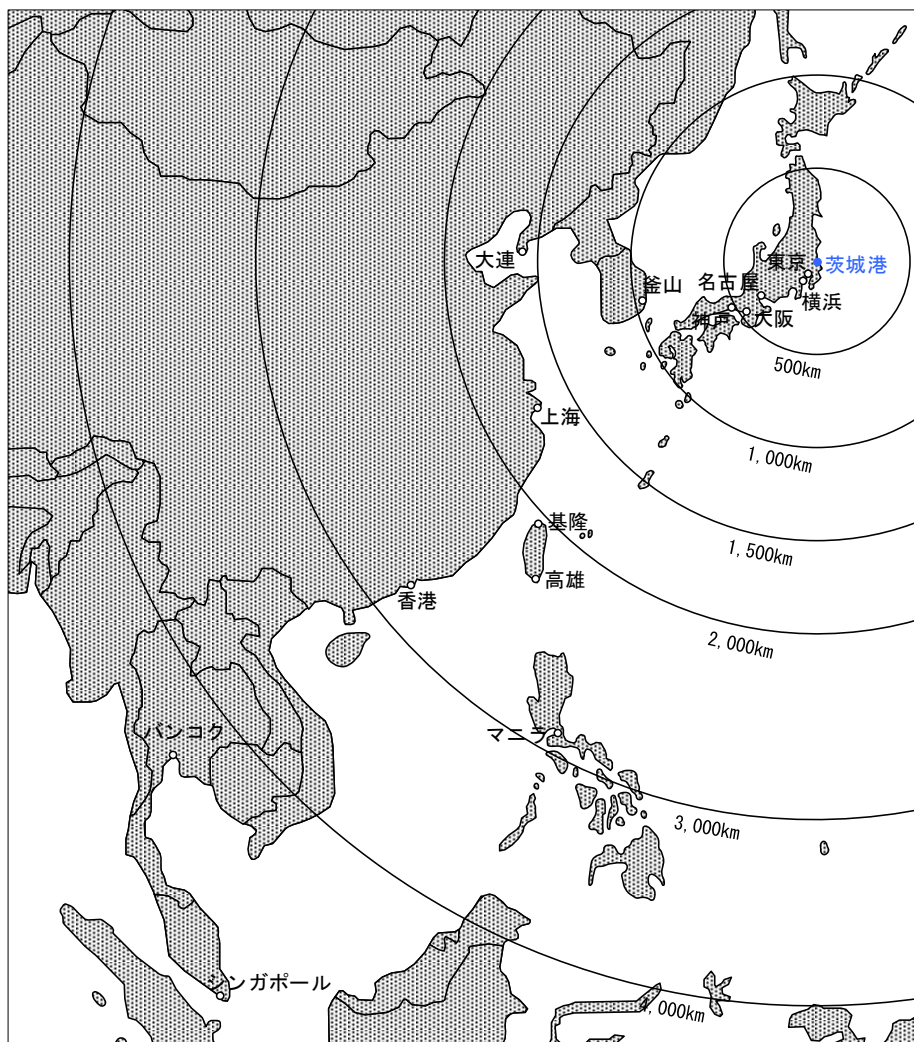 大連
東京
茨城港
釜山
名古屋
横浜
神戸
大阪
500km
上海
1,000km
基隆
1,500km
高雄
香港
2,000km
バンコク
マニラ
3,000km
シンガポール
4,000km